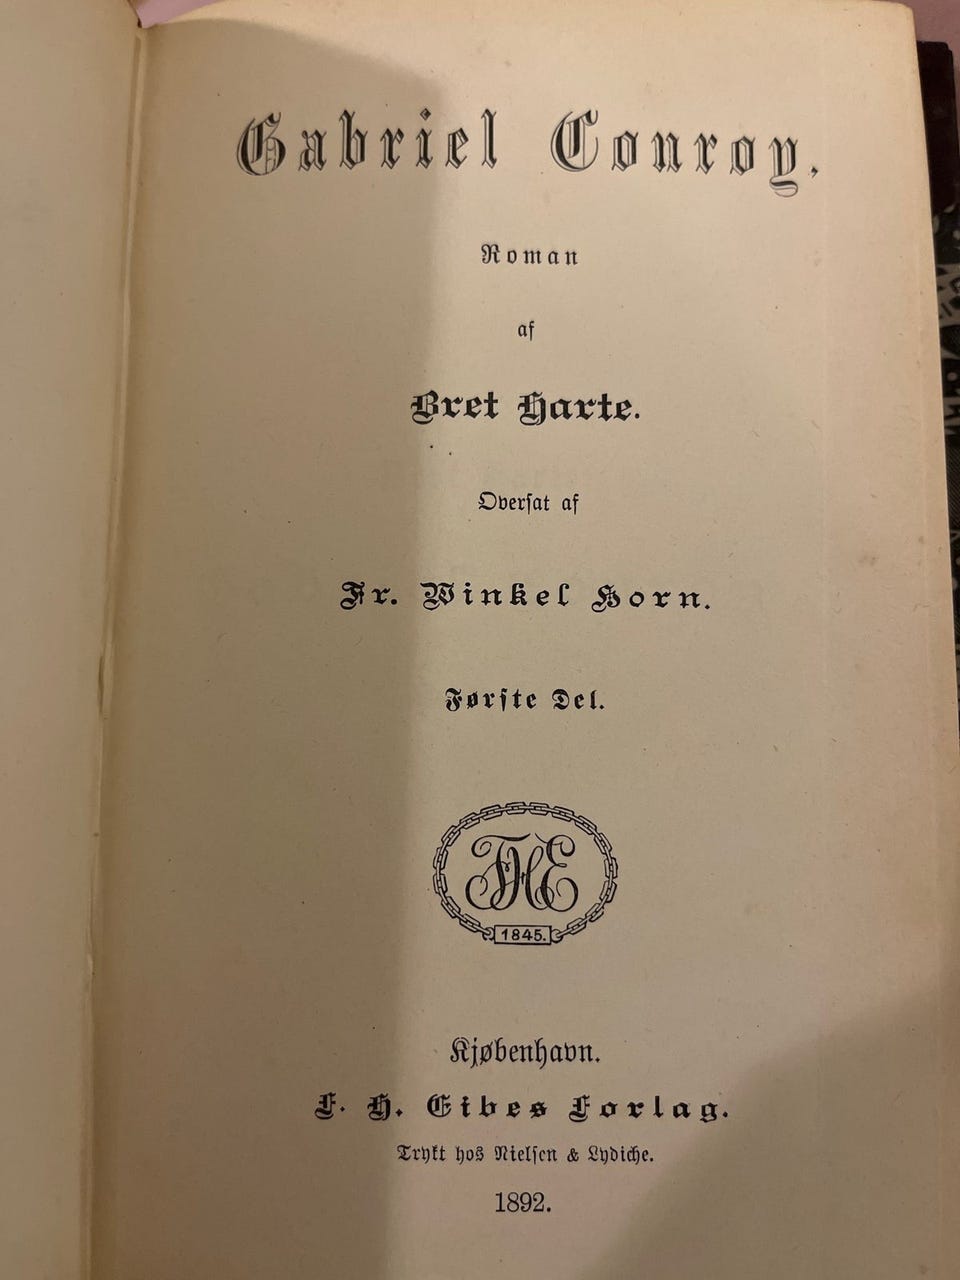 Gabriel Conroy.
Roman
af
Bret Harte.
Oversat af
Fr. Winkel Horn.
Første Del.
FHE
1845.
Kjøbenhavn.
F. H. Eibes Forlag.
Trykt hos Nielsen & Lydiche.
1892.